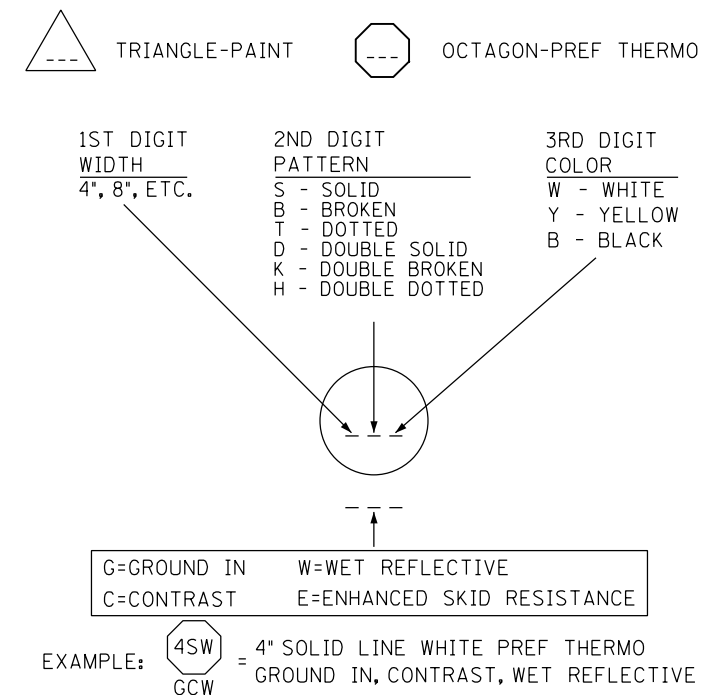 TRIANGLE-PAINT
OCTAGON-PREF THERMO
1ST DIGIT
WIDTH
4", 8", ETC.
2ND DIGIT
PATTERN
S - SOLID
B - BROKEN
T - DOTTED
D - DOUBLE SOLID
K - DOUBLE BROKEN
H - DOUBLE DOTTED
3RD DIGIT
COLOR
W - WHITE
Y - YELLOW
B - BLACK
G=GROUND IN W=WET REFLECTIVE
C=CONTRAST E=ENHANCED SKID RESISTANCE
EXAMPLE: 4SW = 4" SOLID LINE WHITE PREF THERMO
GCW GROUND IN, CONTRAST, WET REFLECTIVE